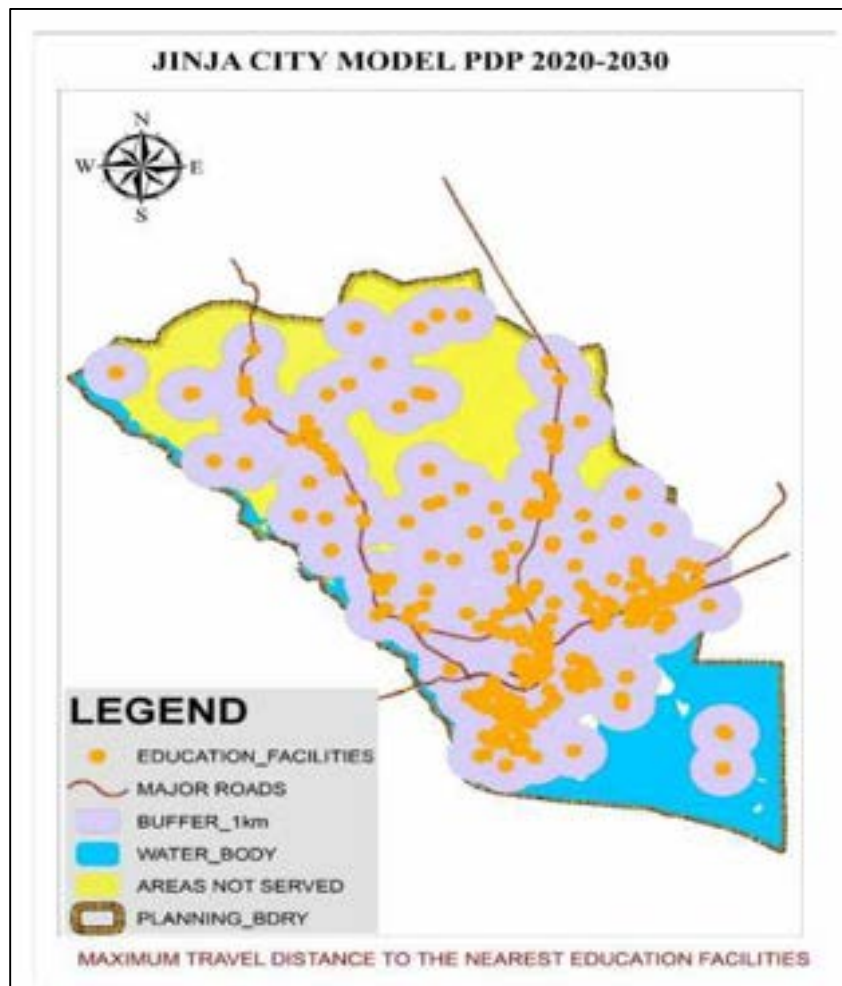 JINJA CITY MODEL PDP 2020-2030
N
W E
S
LEGEND
EDUCATION_FACILITIES
MAJOR ROADS
BUFFER_1km
WATER_BODY
AREAS NOT SERVED
PLANNING_BDRY
MAXIMUM TRAVEL DISTANCE TO THE NEAREST EDUCATION FACILITIES